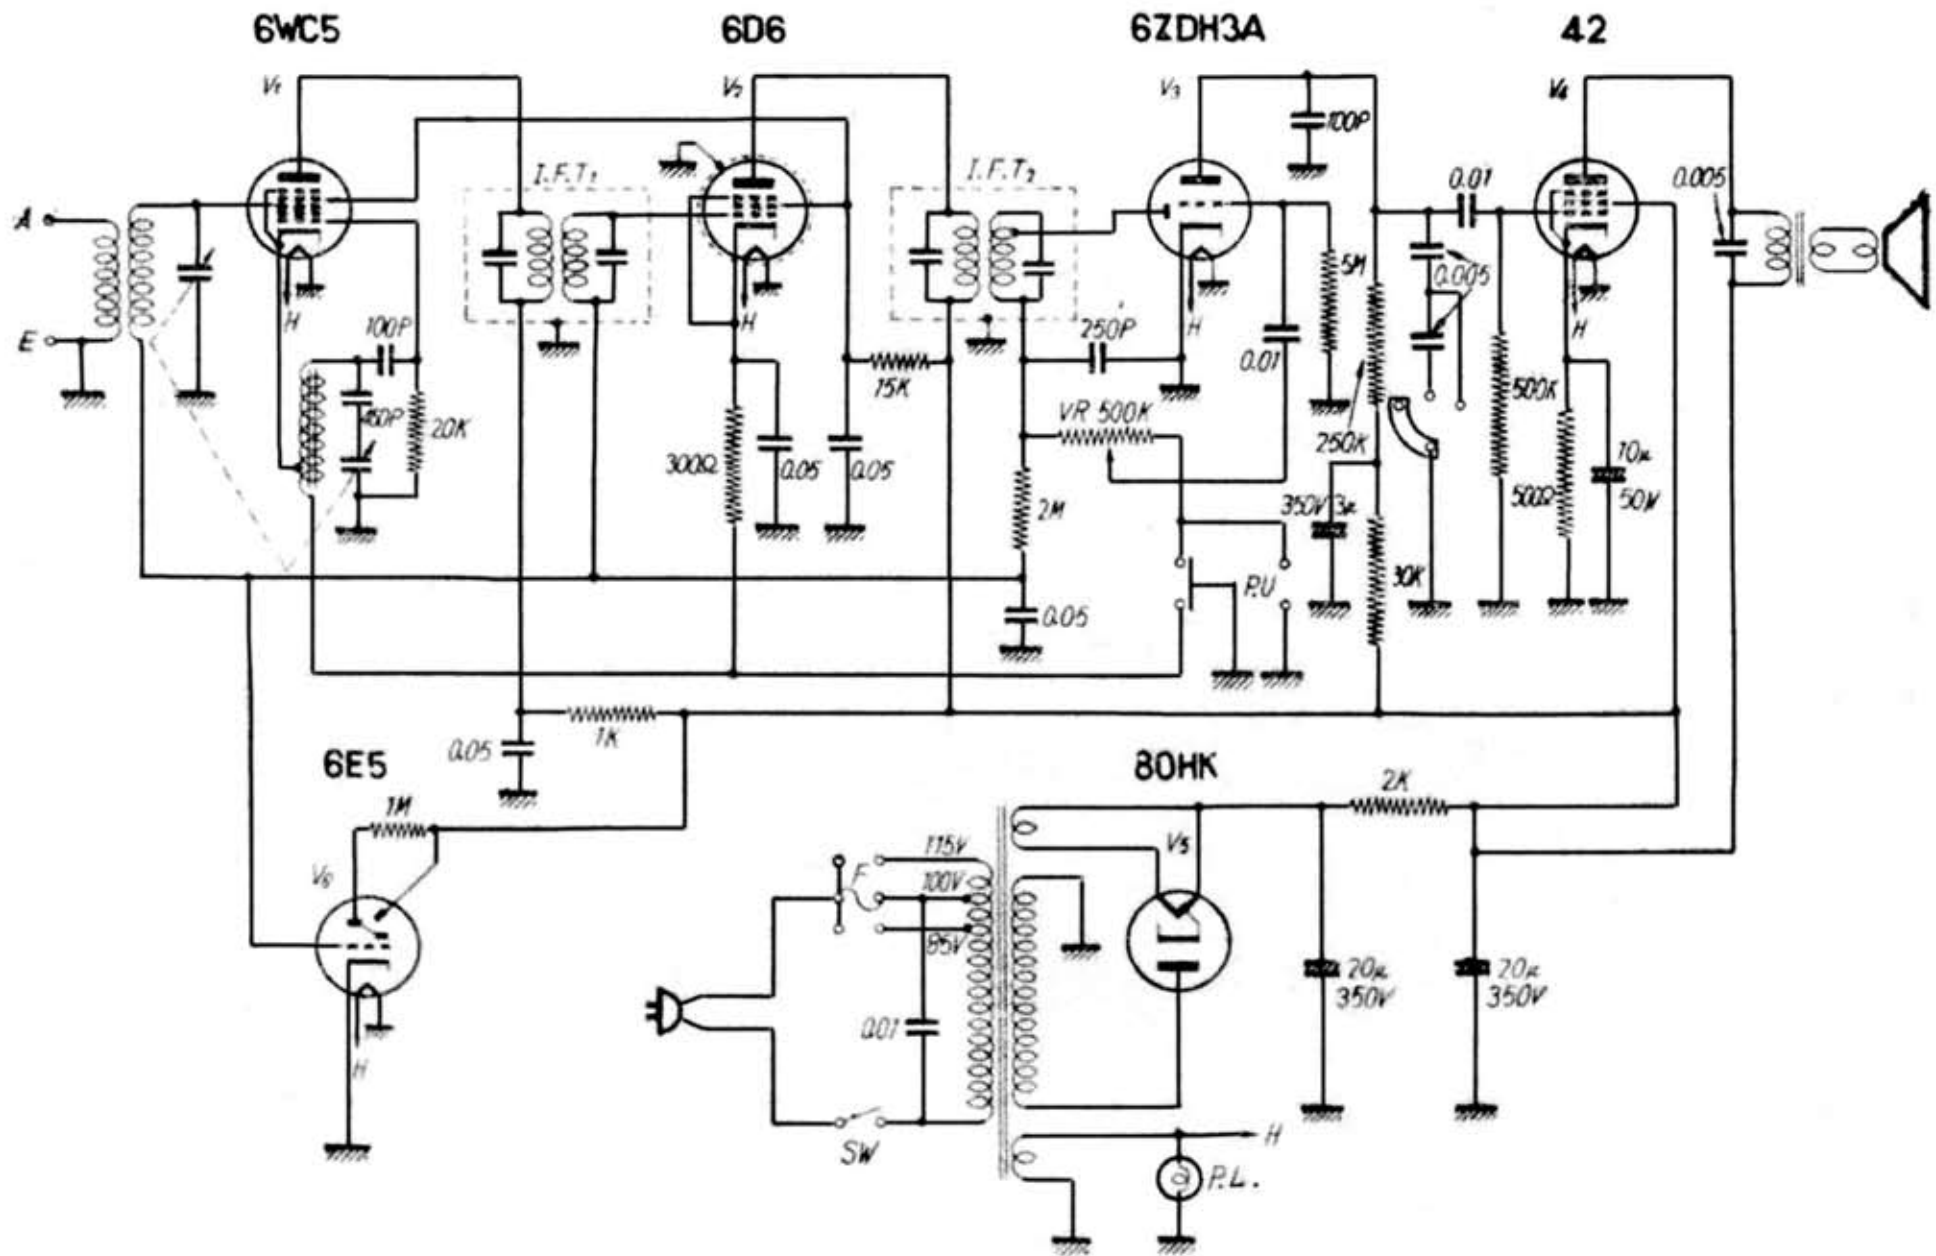 6WC5
6D6
6ZDH3A
42
V1
V2
V3
V4
100P
I.F.T1
I.F.T2
0.01
0.005
A
E
H
H
H
H
100P
250P
5M
0.005
0.01
15K
20K
VR 500K
250K
500K
300Ω
0.05
0.05
2M
350V 3μ
500Ω
10μ
50V
30K
P.U
0.05
0.05
1K
6E5
80HK
1M
2K
V6
V5
115V
F
100V
85V
20μ
350V
20μ
350V
0.01
H
SW
H
P.L.